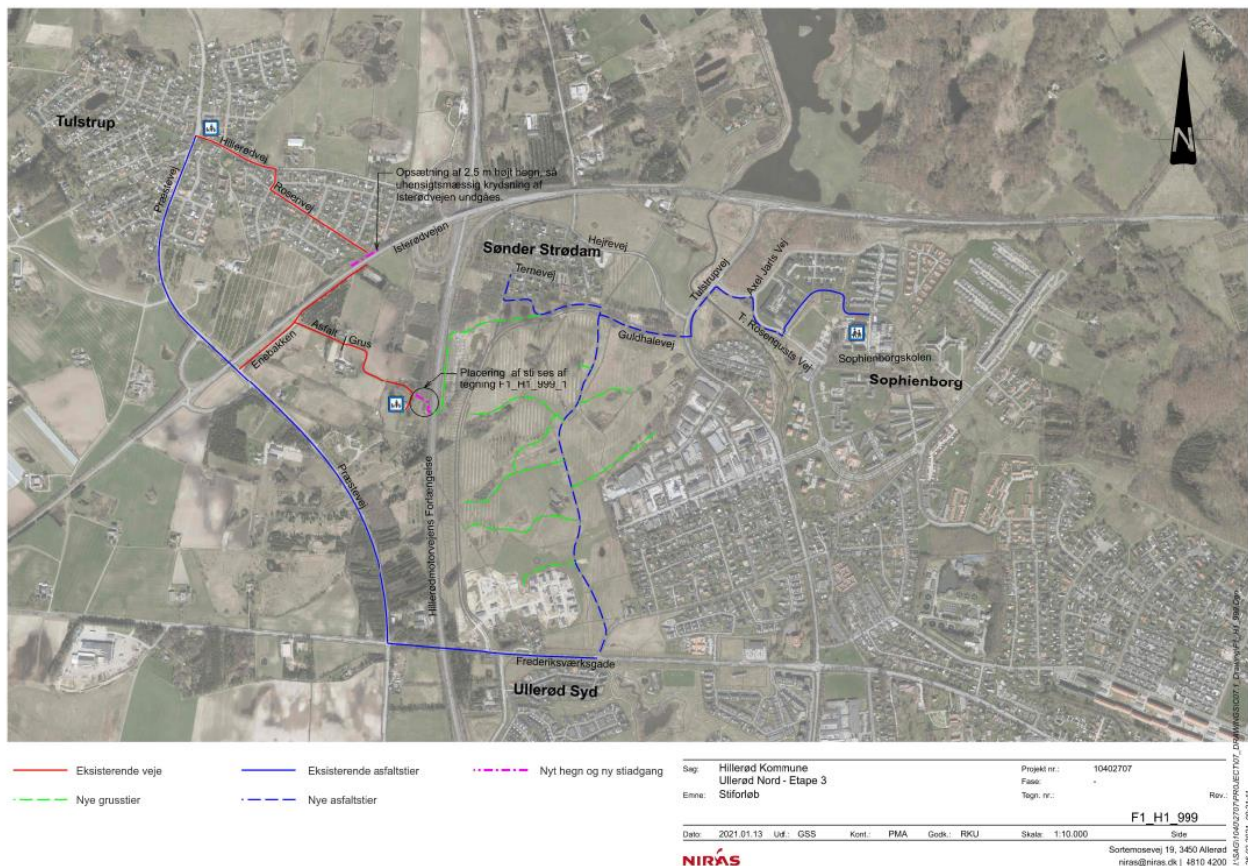 Tulstrup
Hillerødvej
Præstevej
Rosenvej
Opsætning af 2,5 m højt hegn, så
uhensigtsmæssig krydsning af
Isterødvejen undgåes.
Isterødvejen
Sønder Strødam
Hejrevej
Ternevej
Tulstrupvej
Axel Jarls Vej
Guldhalevej
T. Rosenquists Vej
Sophienborgskolen
Sophienborg
Enebakken
Asfalt
Grus
Placering af sti ses af
tegning F1_H1_999_1
Præstevej
Hillerødmotorvejens Forlængelse
Frederiksværksgade
Ullerød Syd
N
Eksisterende veje
Eksisterende asfaltstier
Nyt hegn og ny stiadgang
Nye grusstier
Nye asfaltstier
Sag: Hillerød Kommune
Ullerød Nord - Etape 3
Emne: Stiforløb
Projekt nr.: 10402707
Fase: -
Tegn. nr.: Rev.:
F1_H1_999
Dato: 2021.01.13 Udf.: GSS Kont.: PMA Godk.: RKU Skala: 1:10.000 Side
NIRAS
Sortemosevej 19, 3450 Allerød
niras@niras.dk | 4810 4200